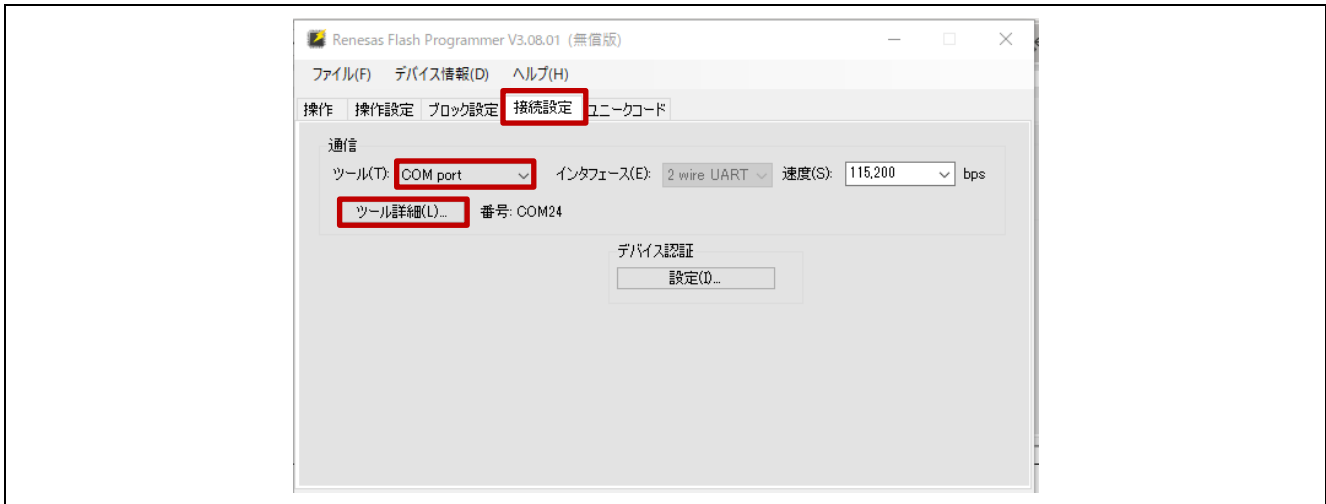 Renesas Flash Programmer V3.08.01 (無償版)
ファイル(F) デバイス情報(D) ヘルプ(H)
操作 操作設定 ブロック設定 接続設定 ユニークコード
通信
ツール(T): COM port インタフェース(E): 2 wire UART 速度(S): 115,200 bps
ツール詳細(L)... 番号: COM24
デバイス認証
設定(I)...